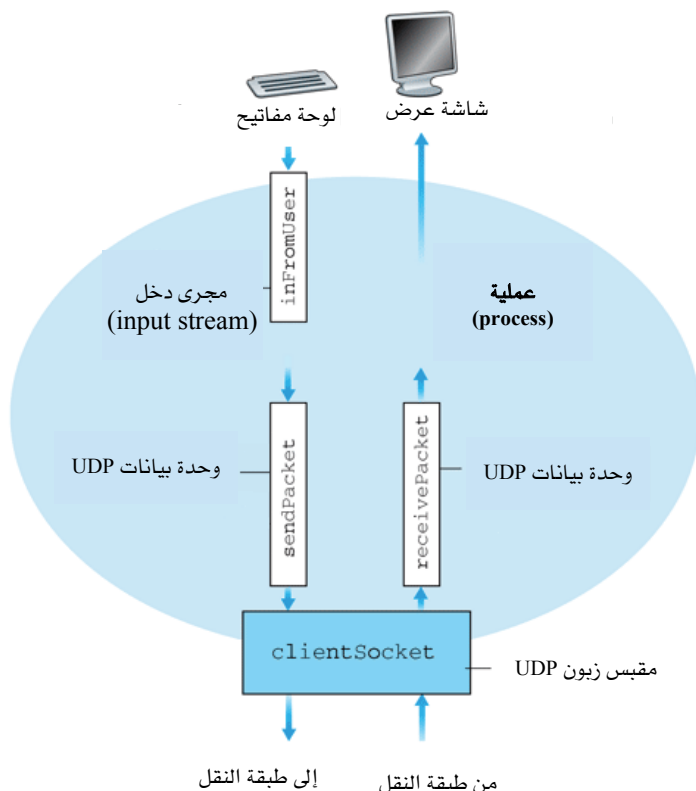 شاشة عرض
لوحة مفاتيح
inFromUser
مجرى دخل
(input stream)
عملية
(process)
sendPacket
receivePacket
وحدة بيانات UDP
وحدة بيانات UDP
clientSocket
مقبس زبون UDP
من طبقة النقل
إلى طبقة النقل